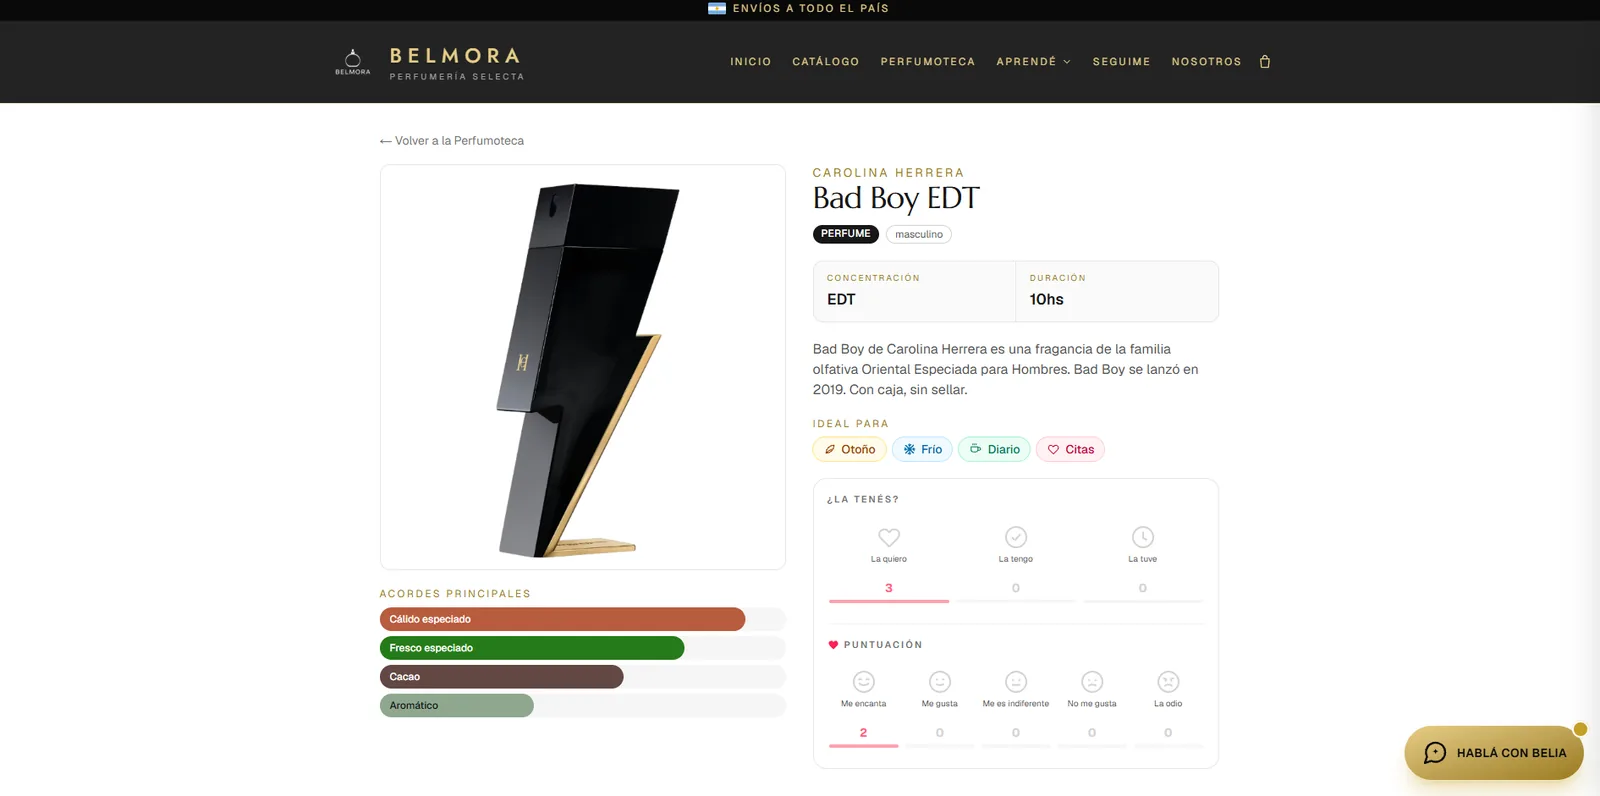 ENVÍOS A TODO EL PAÍS
BELMORA
BELMORA
PERFUMERÍA SELECTA
INICIO
CATÁLOGO
PERFUMOTECA
APRENDÉ
SEGUIME
NOSOTROS
← Volver a la Perfumoteca
CAROLINA HERRERA
Bad Boy EDT
PERFUME
masculino
CONCENTRACIÓN
EDT
DURACIÓN
10hs
Bad Boy de Carolina Herrera es una fragancia de la familia
olfativa Oriental Especiada para Hombres. Bad Boy se lanzó en
2019. Con caja, sin sellar.
IDEAL PARA
Otoño
Frío
Diario
Citas
¿LA TENÉS?
La quiero
La tengo
La tuve
3
0
0
PUNTUACIÓN
Me encanta
Me gusta
Me es indiferente
No me gusta
La odio
2
0
0
0
0
ACORDES PRINCIPALES
Cálido especiado
Fresco especiado
Cacao
Aromático
HABLÁ CON BELIA